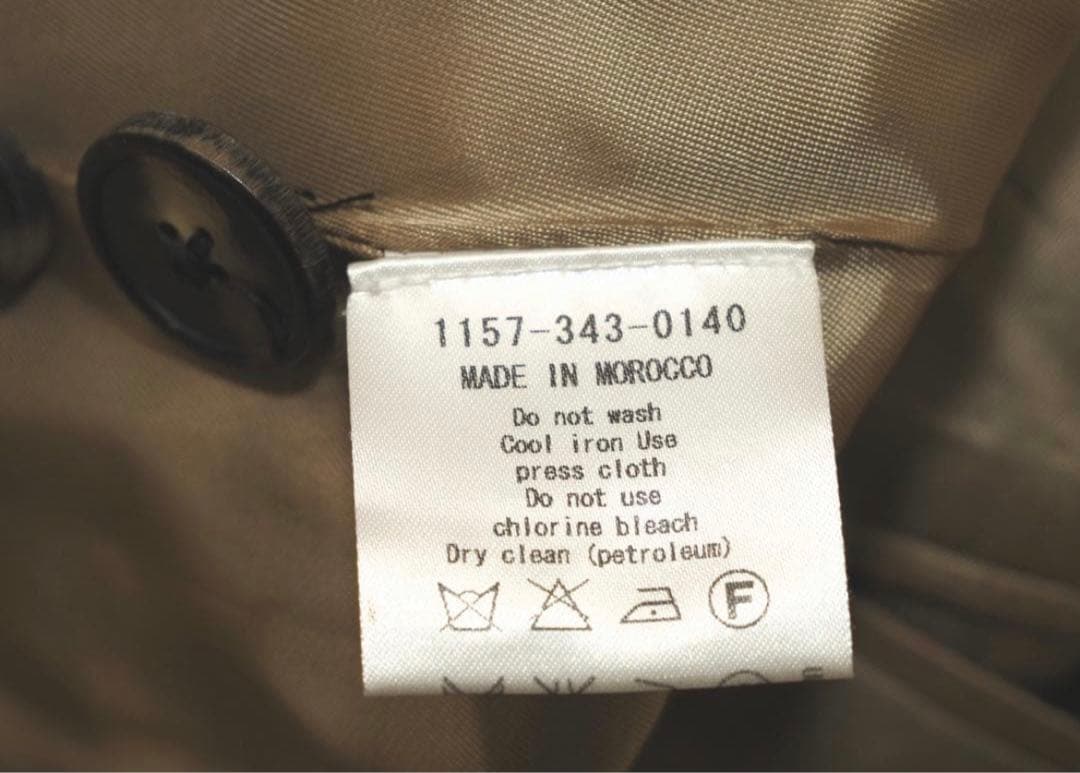 1157-343-0140
MADE IN MOROCCO
Do not wash
Cool iron Use
press cloth
Do not use
chlorine bleach
Dry clean (petroleum)
F